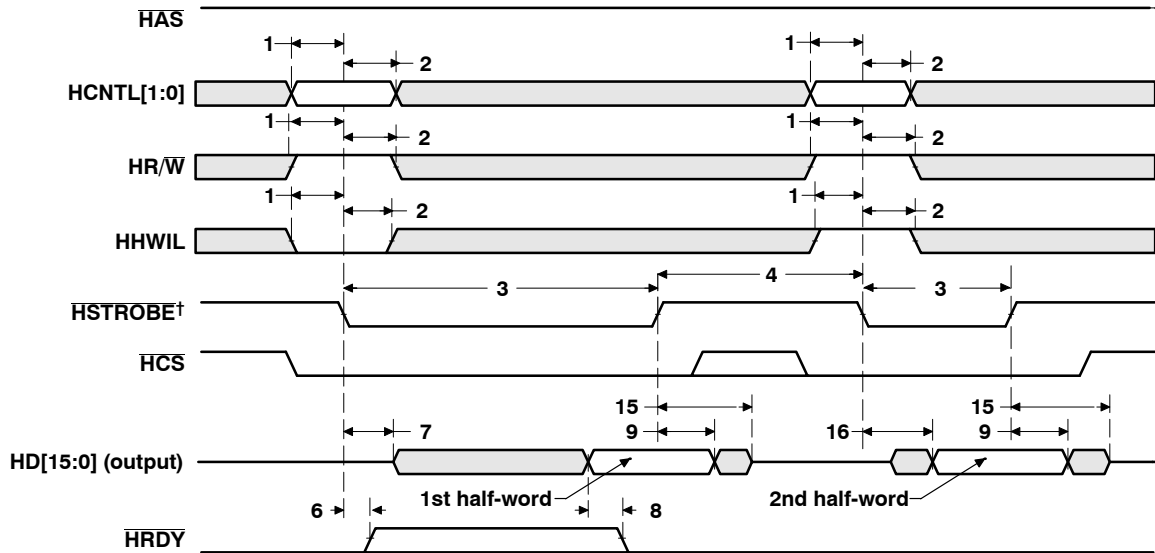 HAS
1
1
2
2
HCNTL[1:0]
1
1
2
2
HR/W
1
1
2
2
HHWIL
3
4
3
HSTROBE†
HCS
15
15
7
9
16
9
HD[15:0] (output)
1st half-word
2nd half-word
6
8
HRDY